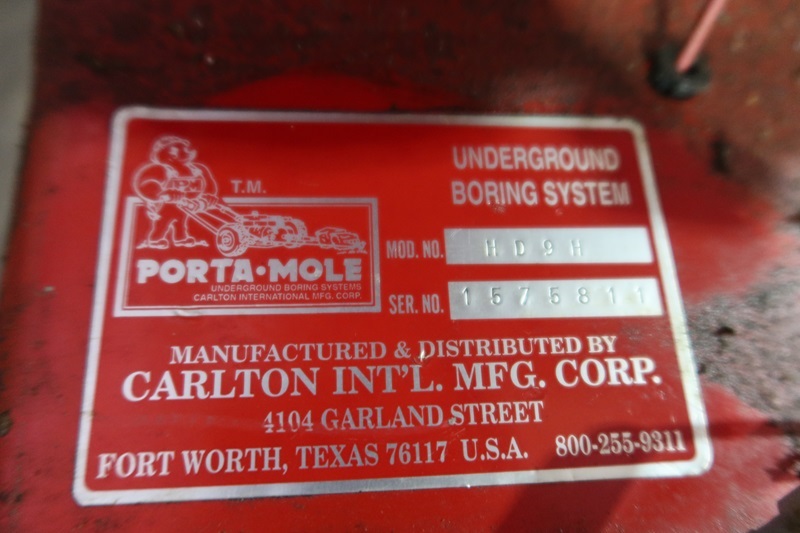 T.M.
PORTA•MOLE
UNDERGROUND BORING SYSTEMS
CARLTON INTERNATIONAL MFG. CORP.
UNDERGROUND
BORING SYSTEM
MOD. NO. HD9H
SER. NO. 1575811
MANUFACTURED & DISTRIBUTED BY
CARLTON INT'L. MFG. CORP.
4104 GARLAND STREET
FORT WORTH, TEXAS 76117 U.S.A. 800-255-9311